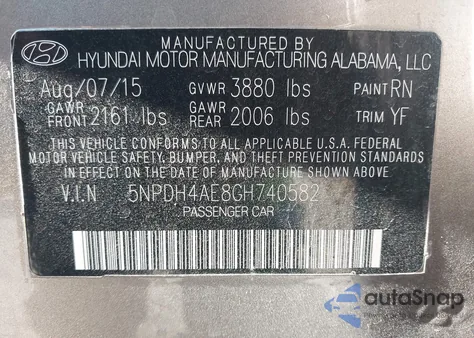 MANUFACTURED BY
HYUNDAI MOTOR MANUFACTURING ALABAMA, LLC
Aug/07/15 GVWR 3880 lbs PAINT RN
GAWR FRONT 2161 lbs GAWR REAR 2006 lbs TRIM YF
THIS VEHICLE CONFORMS TO ALL APPLICABLE U.S.A. FEDERAL
MOTOR VEHICLE SAFETY, BUMPER, AND THEFT PREVENTION STANDARDS
IN EFFECT ON THE DATE OF MANUFACTURE SHOWN ABOVE.
V.I.N 5NPDH4AE8GH740582
PASSENGER CAR
autoSnap